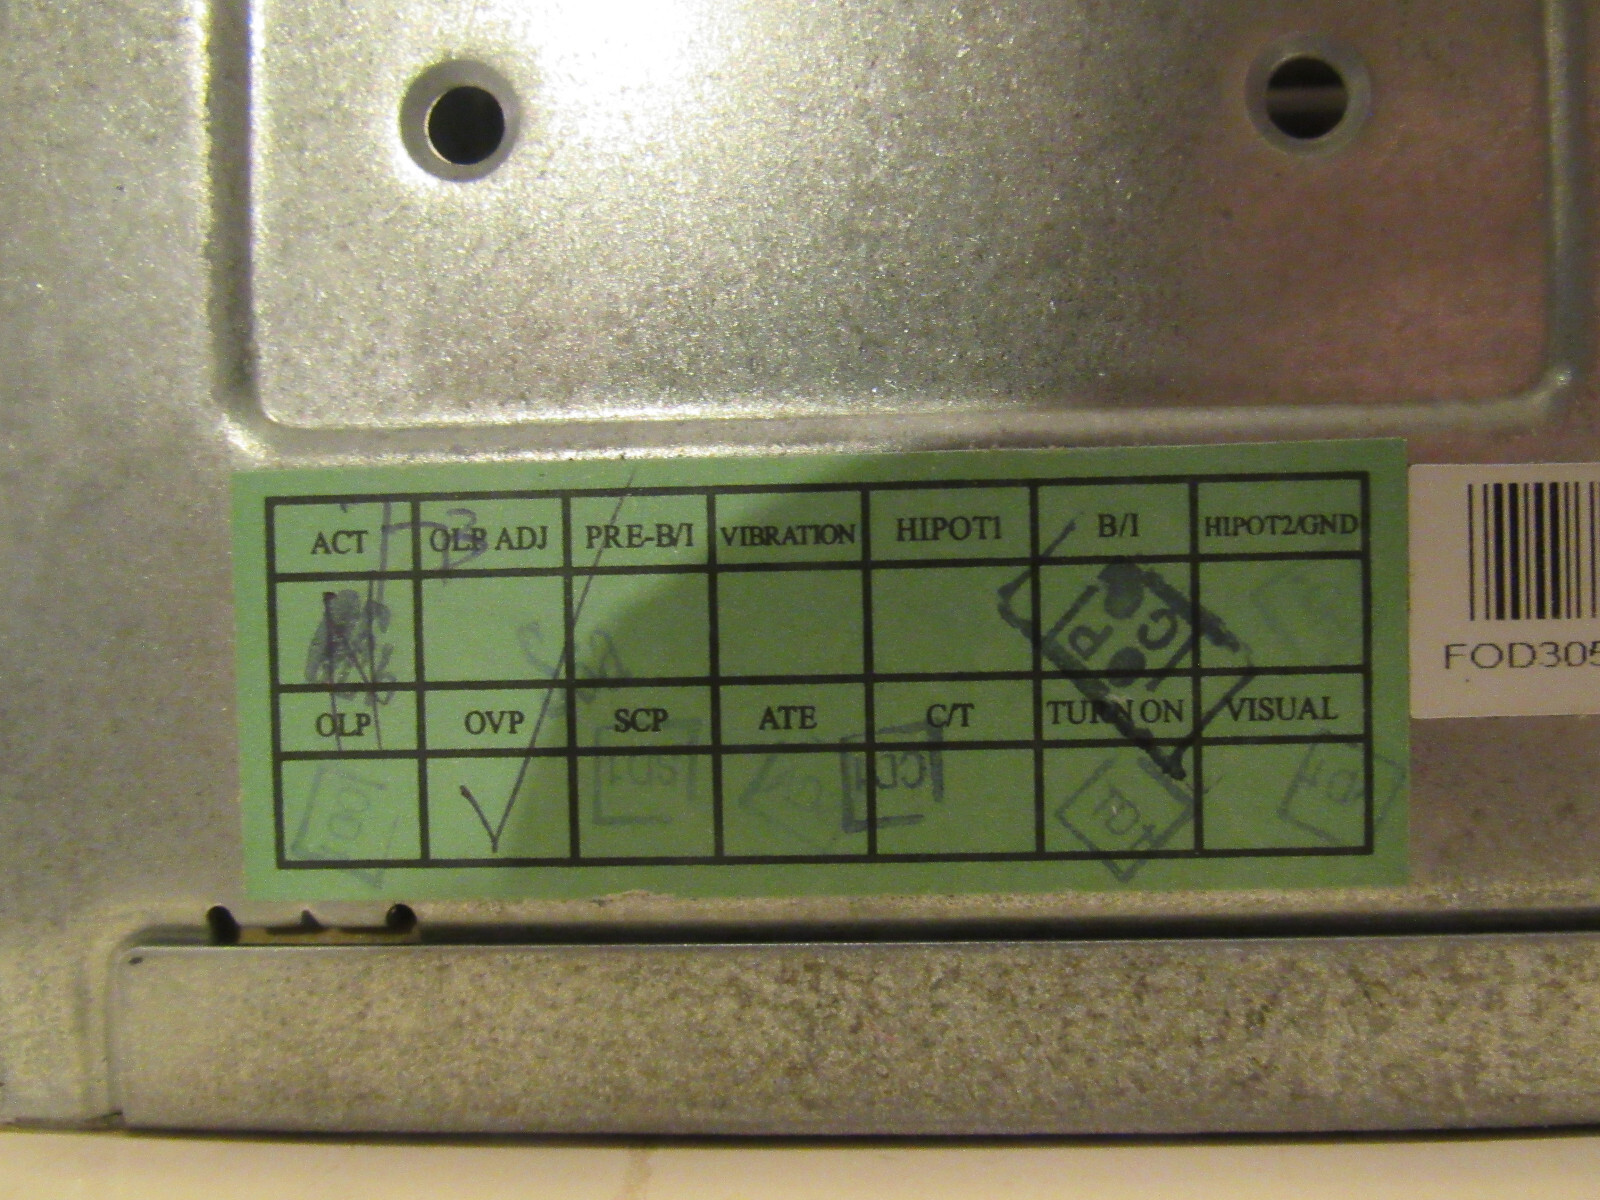 ACT OLP ADJ PRE-B/I VIBRATION HIPOT1 B/I HIPOT2/GND
OLP OVP SCP ATE C/T TURN ON VISUAL
FOD305